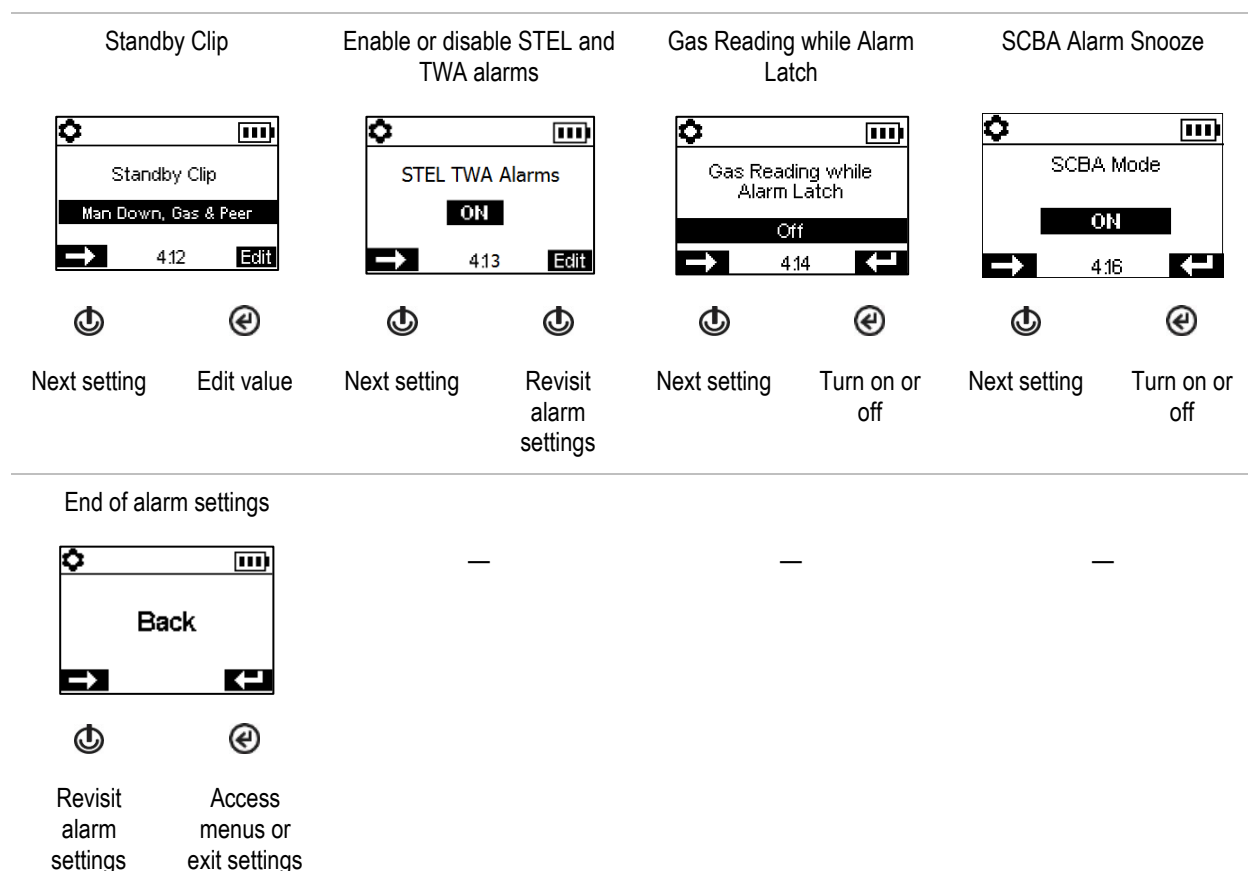 Standby Clip
Enable or disable STEL and
TWA alarms
Gas Reading while Alarm
Latch
SCBA Alarm Snooze
Standby Clip
Man Down, Gas & Peer
4.12 Edit
STEL TWA Alarms
ON
4.13 Edit
Gas Reading while
Alarm Latch
Off
4.14
SCBA Mode
ON
4.16
Next setting
Edit value
Next setting
Revisit
alarm
settings
Next setting
Turn on or
off
Next setting
Turn on or
off
End of alarm settings
Back
—
—
—
Revisit
alarm
settings
Access
menus or
exit settings